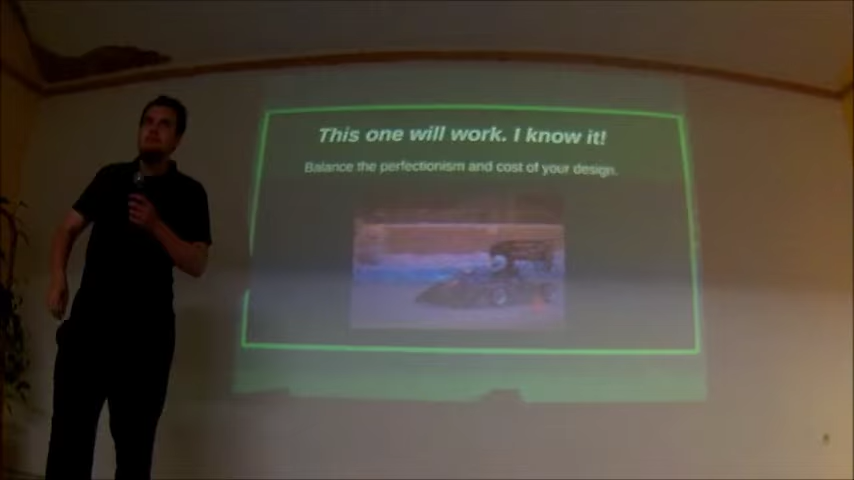 This one will work. I know it!
Balance the perfectionism and cost of your design.